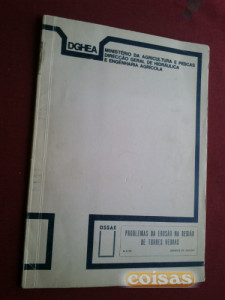 DGHEA
MINISTÉRIO DA AGRICULTURA E PESCAS
DIRECÇÃO GERAL DE HIDRÁULICA
E ENGENHARIA AGRÍCOLA
DSSAF
PROBLEMAS DA EROSÃO NA REGIÃO
DE TORRES VEDRAS
coisas